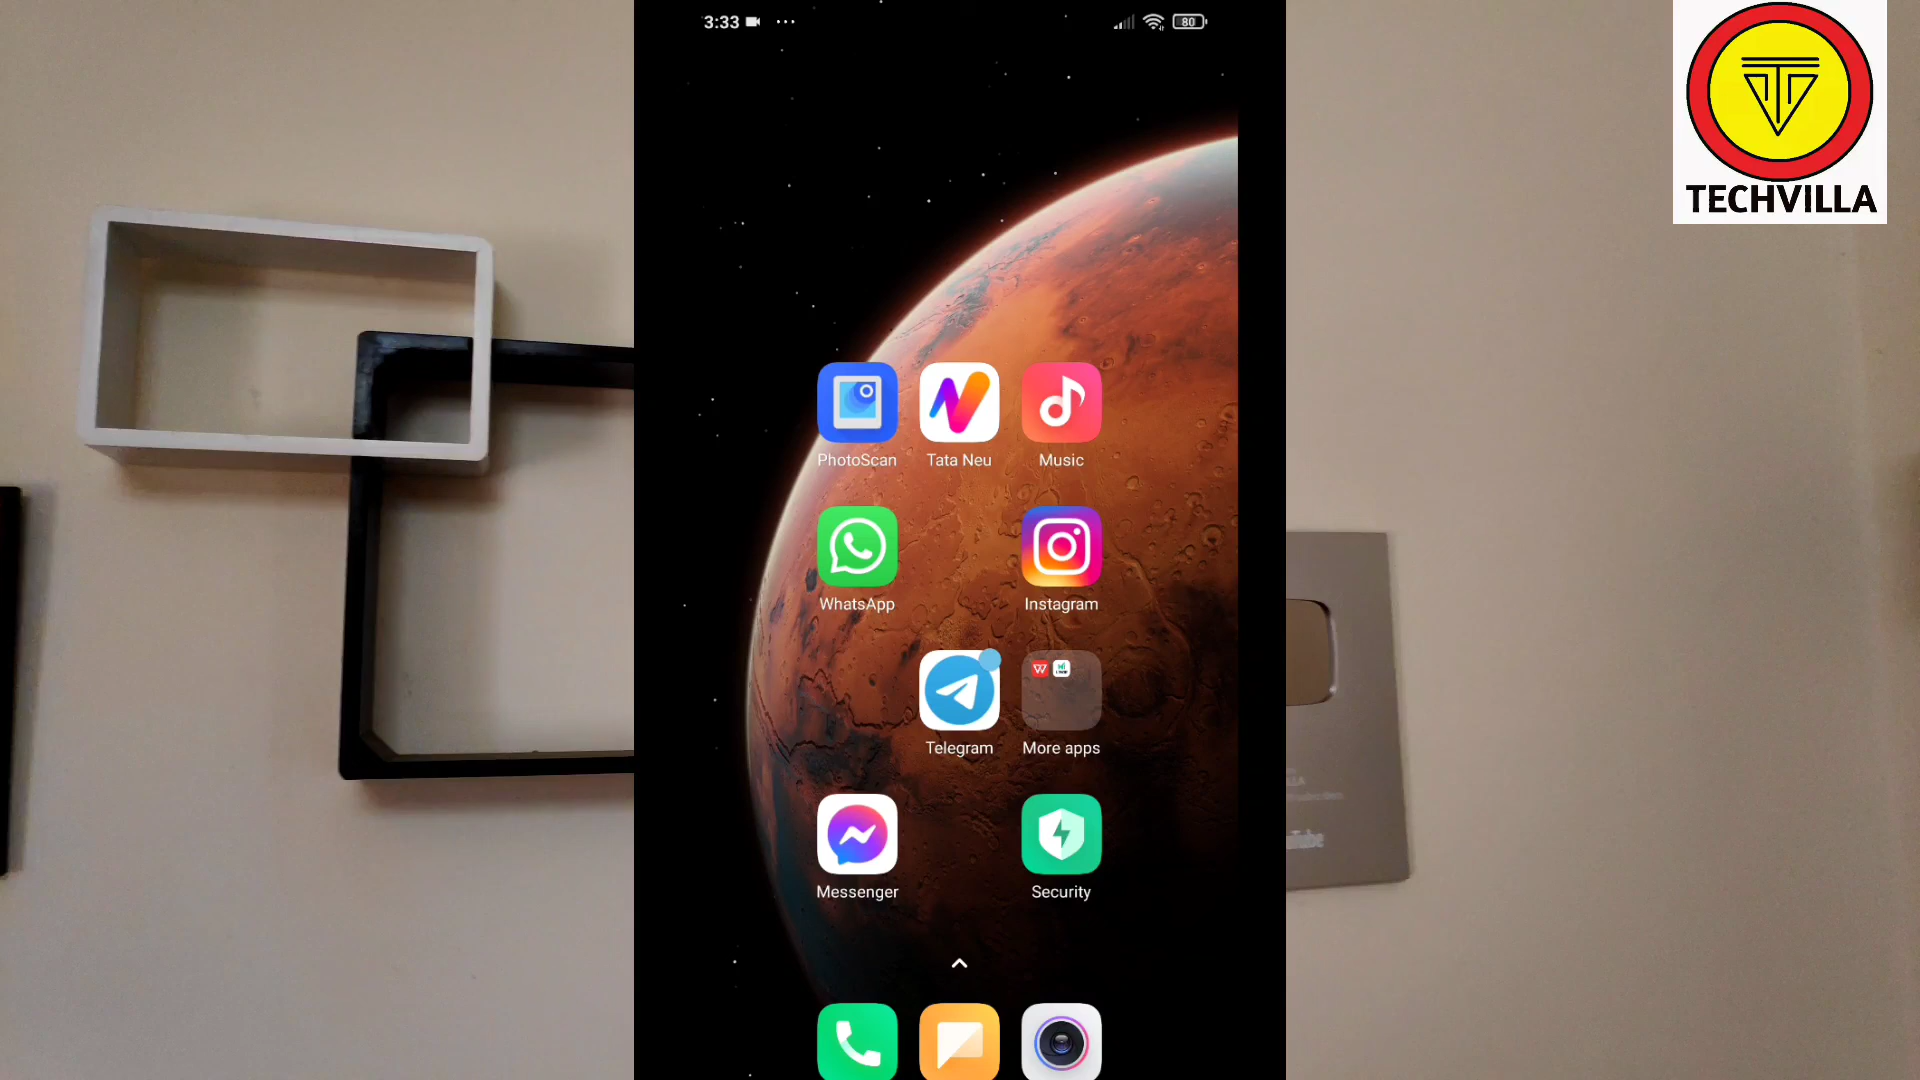 3:33
80
TECHVILLA
PhotoScan
Tata Neu
Music
WhatsApp
Instagram
Telegram
More apps
Messenger
Security